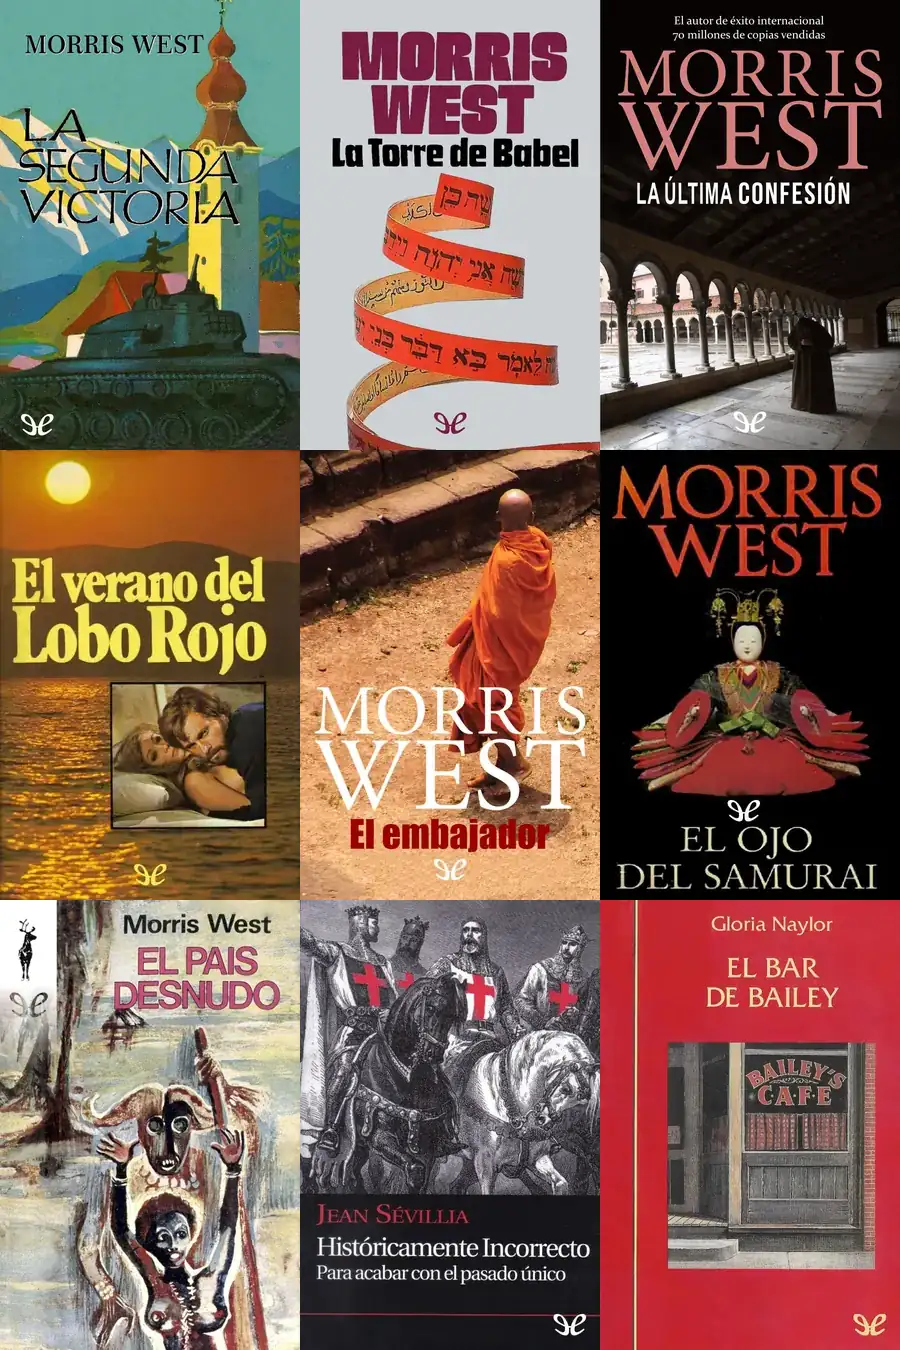 MORRIS WEST
LA
SEGUNDA
VICTORIA
MORRIS
WEST
La Torre de Babel
El autor de éxito internacional
70 millones de copias vendidas
MORRIS
WEST
LA ÚLTIMA CONFESIÓN
El verano del
Lobo Rojo
MORRIS
WEST
El embajador
MORRIS
WEST
EL OJO
DEL SAMURAI
Morris West
EL PAIS
DESNUDO
JEAN SÉVILLIA
Históricamente Incorrecto
Para acabar con el pasado único
Gloria Naylor
EL BAR
DE BAILEY
BAILEY'S
CAFE